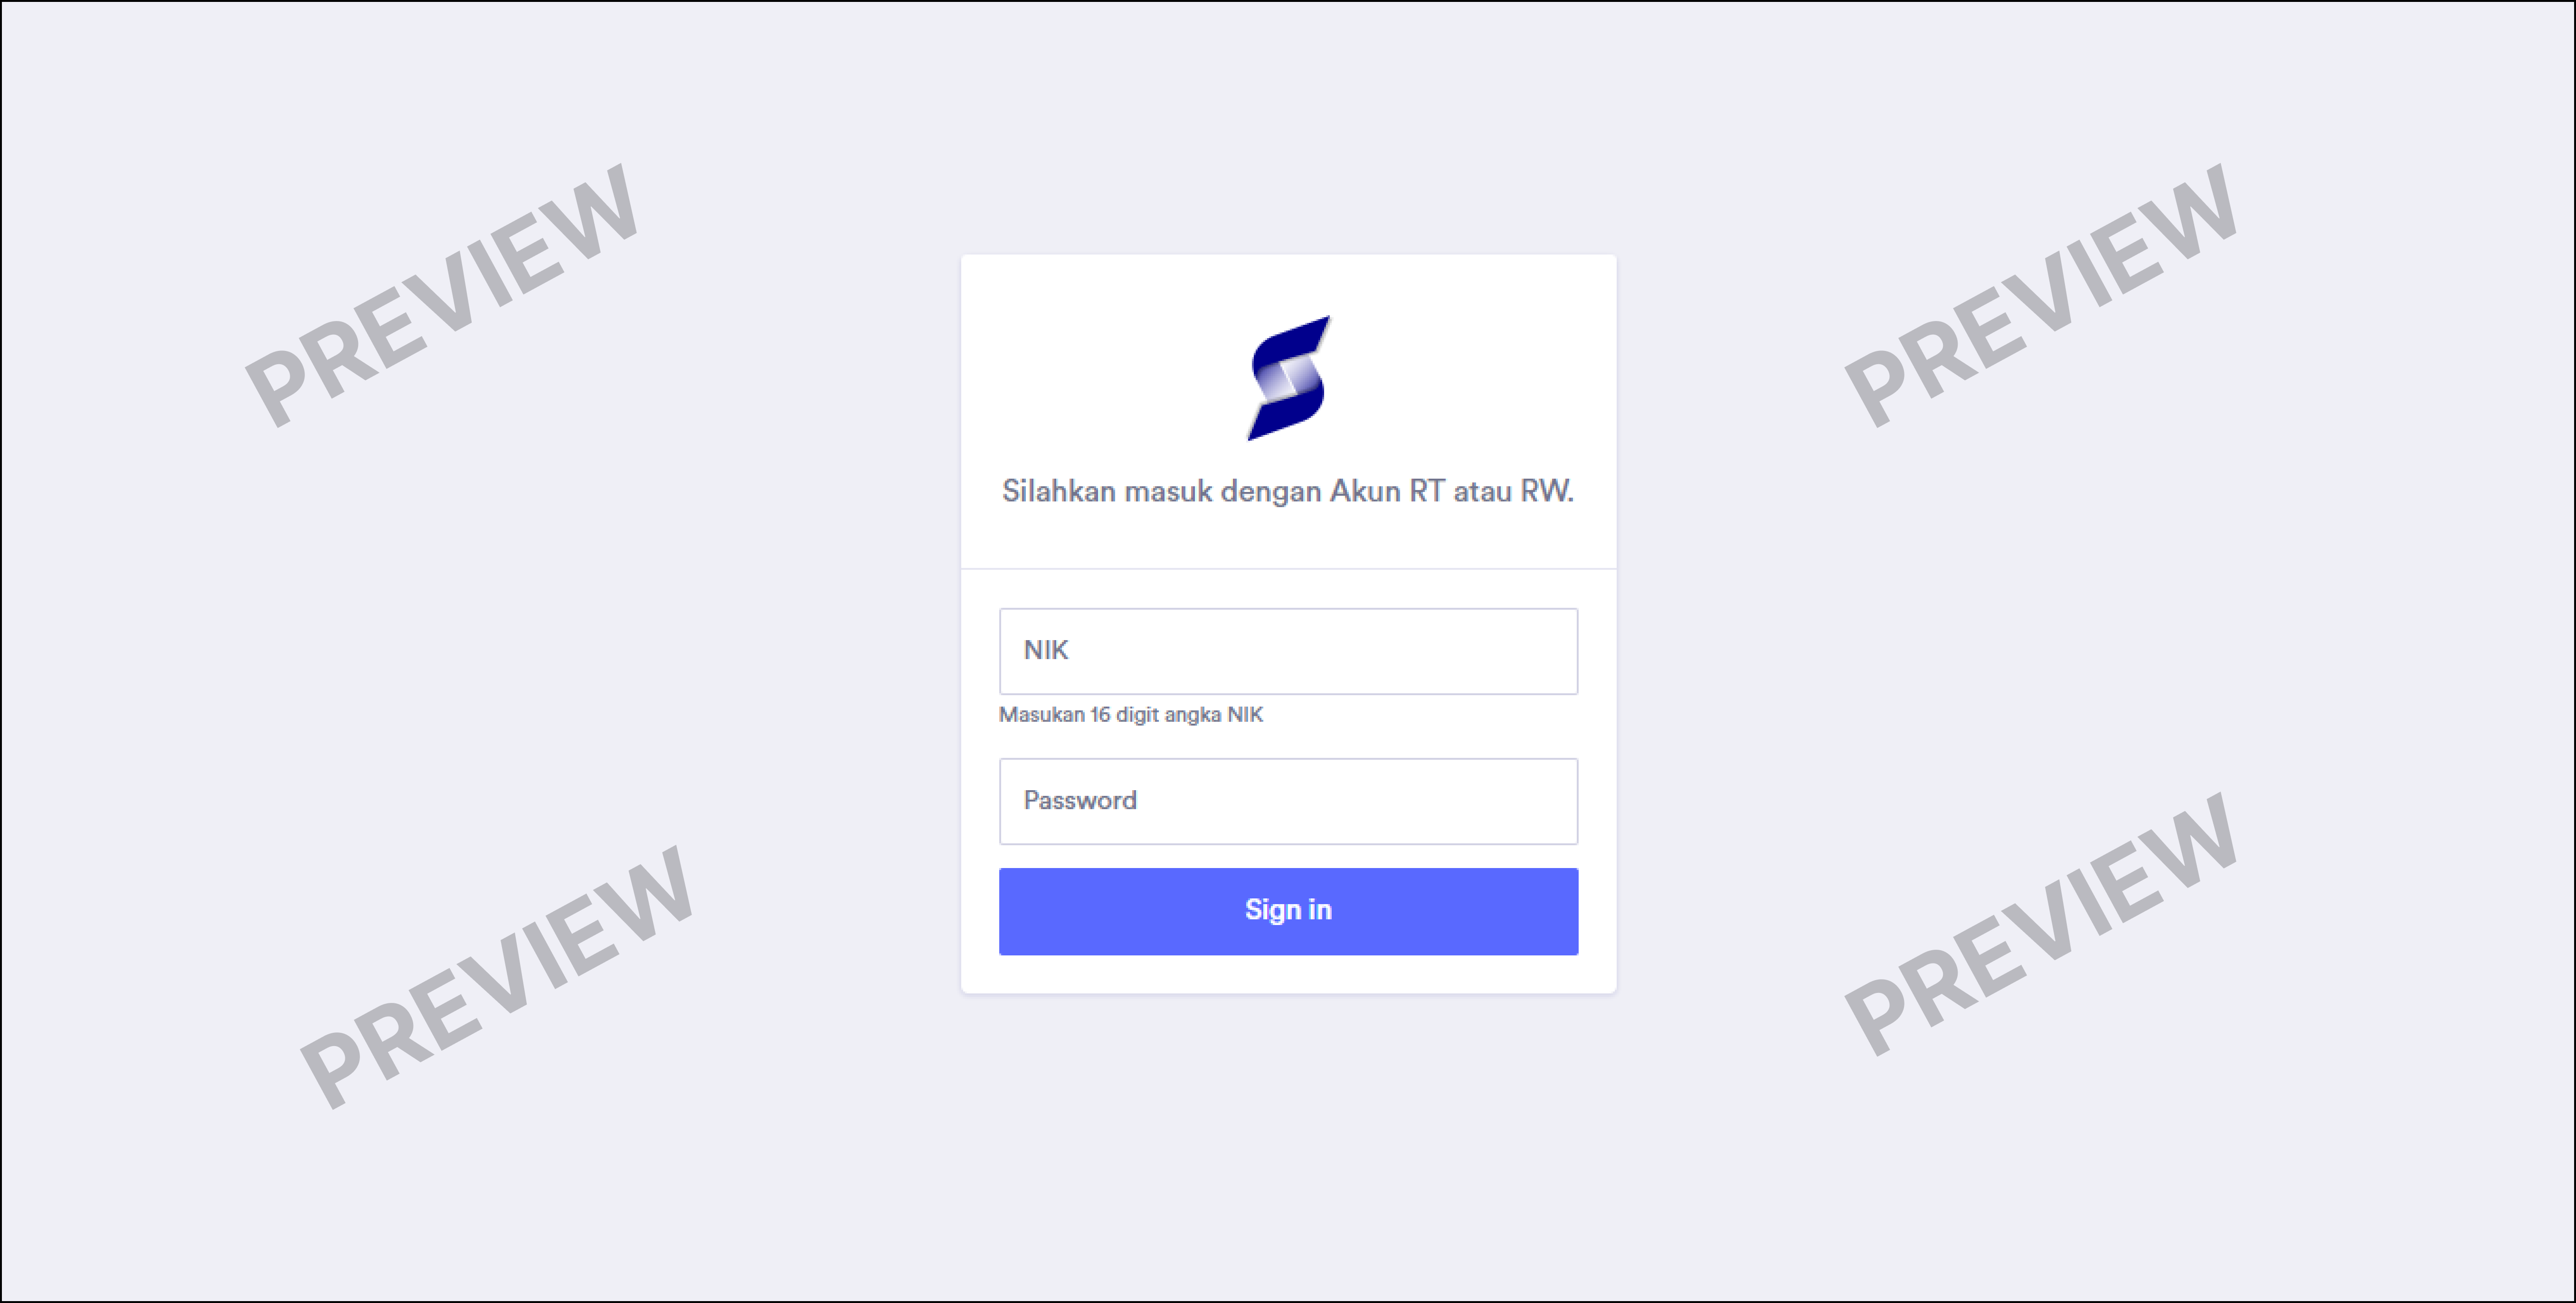 PREVIEW
PREVIEW
Silahkan masuk dengan Akun RT atau RW.
NIK
Masukan 16 digit angka NIK
Password
Sign in
PREVIEW
PREVIEW